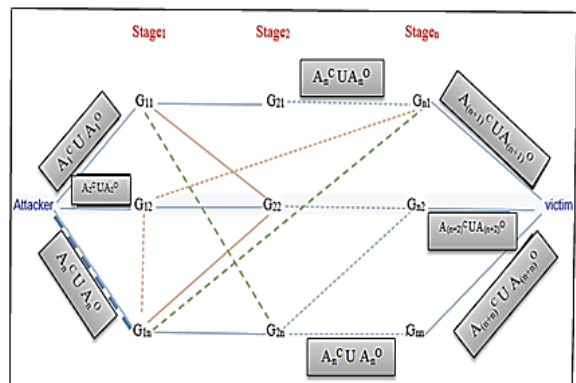 Stage₁ Stage₂ Stageₙ
AₙᶜUAₙᴼ
G₁₁ G₂₁ Gₙ₁
A₁ᶜUA₁ᴼ
A₍ₙ₊₁₎ᶜUA₍ₙ₊₁₎ᴼ
A₂ᶜUA₂ᴼ
Attacker G₁₂ G₂₂ Gₙ₂ victim
A₍ₙ₊₂₎ᶜUA₍ₙ₊₂₎ᴼ
AₙᶜUAₙᴼ
A₍ₙ₊ₙ₎ᶜUA₍ₙ₊ₙ₎ᴼ
G₁ₙ G₂ₙ Gₙₙ
AₙᶜUAₙᴼ